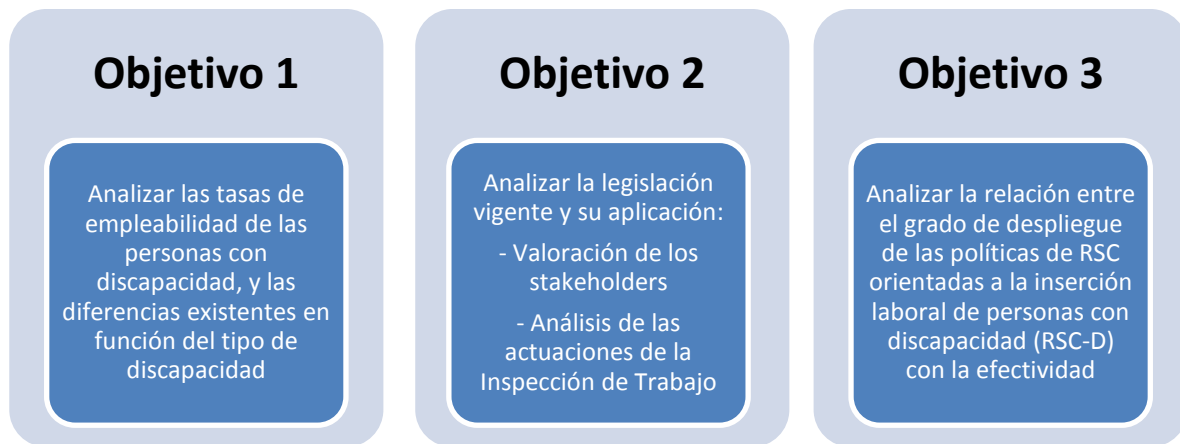 Objetivo 1
Analizar las tasas de
empleabilidad de las
personas con
discapacidad, y las
diferencias existentes en
función del tipo de
discapacidad
Objetivo 2
Analizar la legislación
vigente y su aplicación:
- Valoración de los
stakeholders
- Análisis de las
actuaciones de la
Inspección de Trabajo
Objetivo 3
Analizar la relación entre
el grado de despliegue
de las políticas de RSC
orientadas a la inserción
laboral de personas con
discapacidad (RSC-D)
con la efectividad